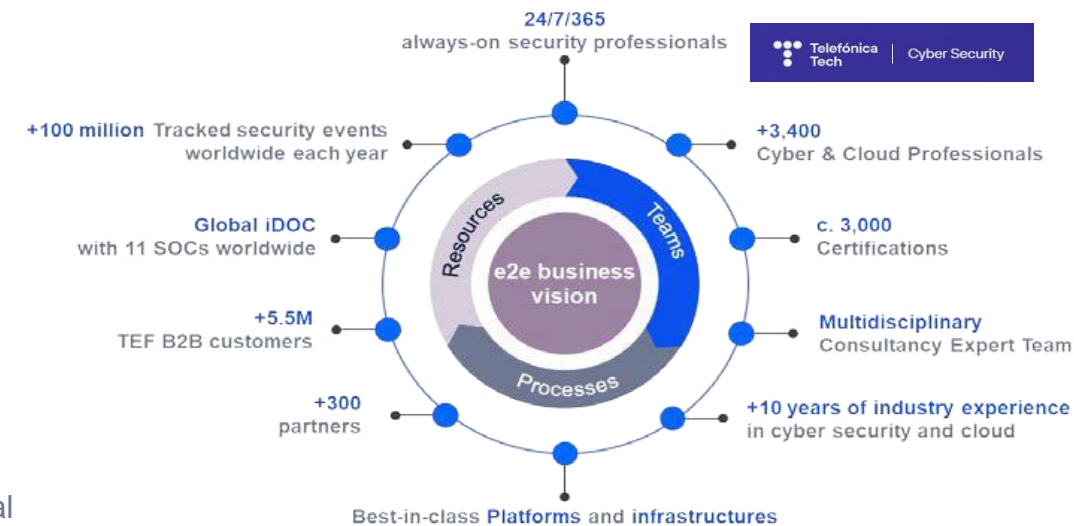 24/7/365
always-on security professionals
Telefónica
Tech
Cyber Security
+100 million Tracked security events
worldwide each year
+3,400
Cyber & Cloud Professionals
Global iDOC
with 11 SOCs worldwide
c. 3,000
Certifications
Resources
Teams
e2e business
vision
Processes
+5.5M
TEF B2B customers
Multidisciplinary
Consultancy Expert Team
+300
partners
+10 years of industry experience
in cyber security and cloud
al
Best-in-class Platforms and infrastructures